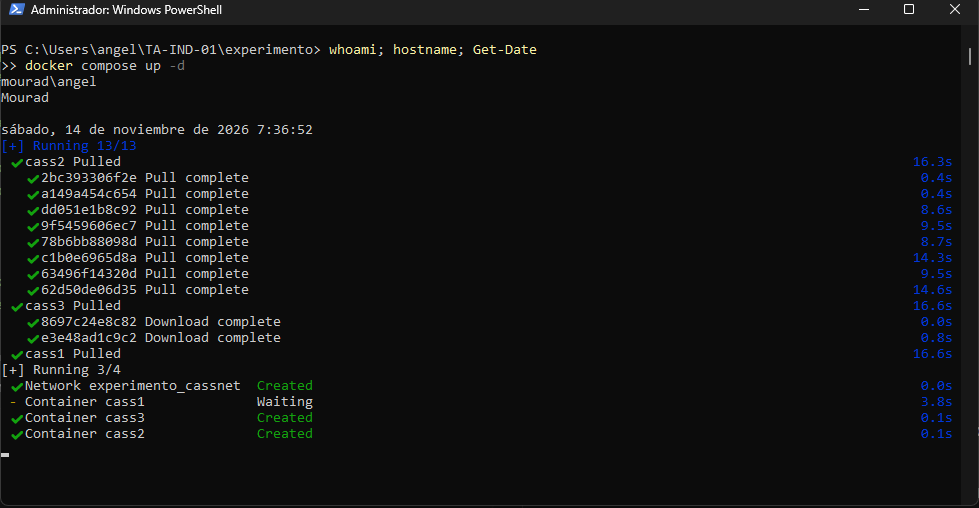 Administrador: Windows PowerShell
PS C:\Users\angel\TA-IND-01\experimento> whoami; hostname; Get-Date
>> docker compose up -d
mourad\angel
Mourad
sábado, 14 de noviembre de 2026 7:36:52
[+] Running 13/13
✔cass2 Pulled 16.3s
✔2bc393306f2e Pull complete 0.4s
✔a149a454c654 Pull complete 0.4s
✔dd051e1b8c92 Pull complete 8.6s
✔9f5459606ec7 Pull complete 9.5s
✔78b6bb88098d Pull complete 8.7s
✔c1b0e6965d8a Pull complete 14.3s
✔63496f14320d Pull complete 9.5s
✔62d50de06d35 Pull complete 14.6s
✔cass3 Pulled 16.6s
✔8697c24e8c82 Download complete 0.0s
✔e3e48ad1c9c2 Download complete 0.8s
✔cass1 Pulled 16.6s
[+] Running 3/4
✔Network experimento_cassnet Created 0.0s
- Container cass1 Waiting 3.8s
✔Container cass3 Created 0.1s
✔Container cass2 Created 0.1s